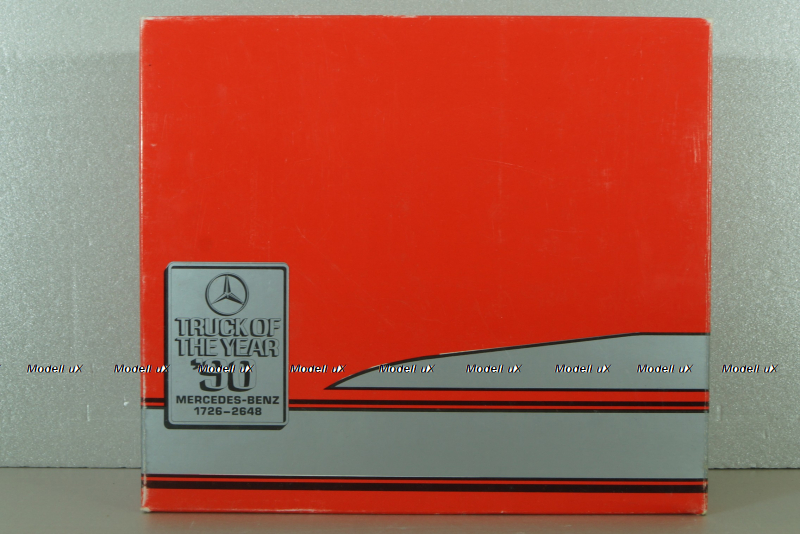 TRUCK OF
THE YEAR
'90
MERCEDES-BENZ
1726-2648
Modell uX Modell uX Modell uX Modell uX Modell uX Modell uX Modell uX Modell uX Modell uX